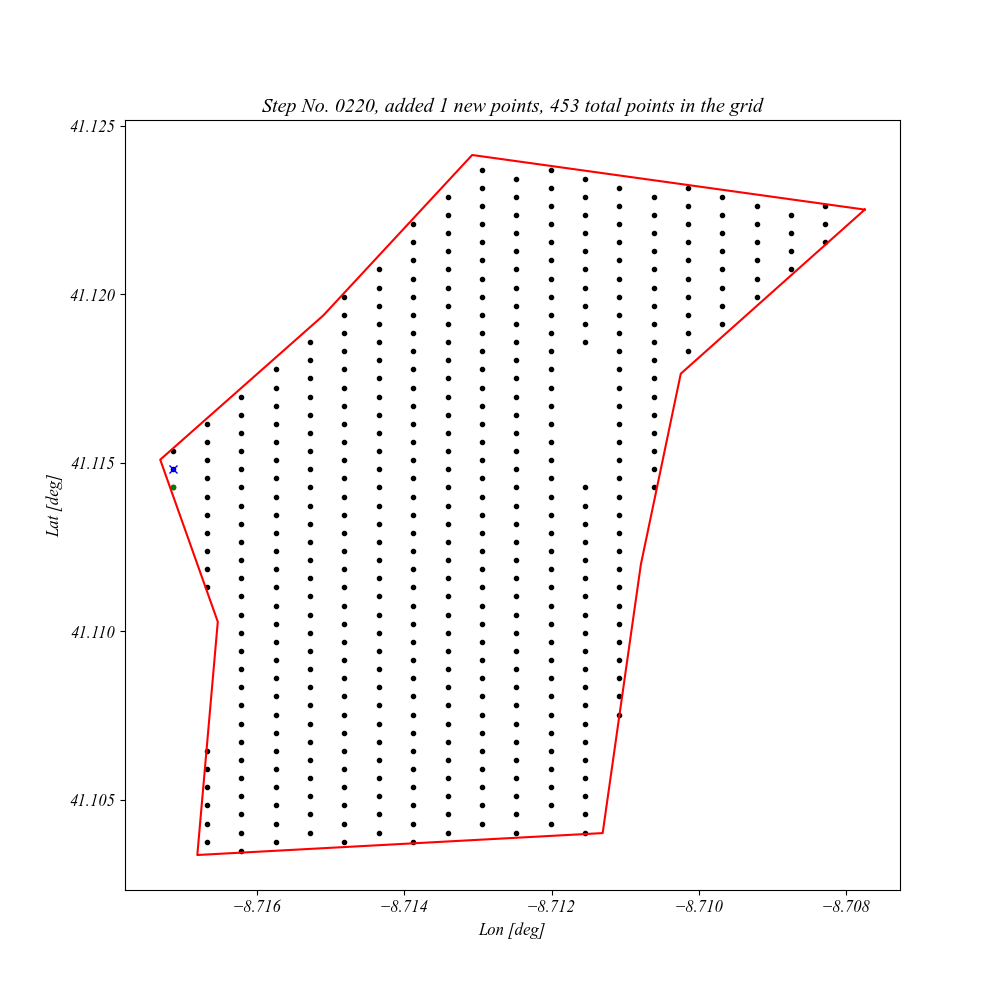 Step No. 0220, added 1 new points, 453 total points in the grid
41.125
41.120
41.115
41.110
41.105
Lat [deg]
−8.716 −8.714 −8.712 −8.710 −8.708
Lon [deg]